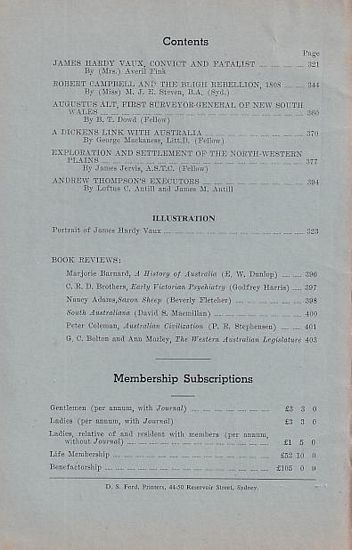 Contents
Page
JAMES HARDY VAUX, CONVICT AND FATALIST ... ... ... ... 321
By (Mrs.) Averil Fink
ROBERT CAMPBELL AND THE BLIGH REBELLION, 1808 ... ... 344
By (Miss) M. J. E. Steven, B.A. (Syd.)
AUGUSTUS ALT, FIRST SURVEYOR-GENERAL OF NEW SOUTH
WALES ... ... ... ... 360
By B. T. Dowd (Fellow)
A DICKENS LINK WITH AUSTRALIA ... ... ... ... 370
By George Mackaness, Litt.D. (Fellow)
EXPLORATION AND SETTLEMENT OF THE NORTH-WESTERN
PLAINS ... ... ... ... 377
By James Jervis, A.S.T.C. (Fellow)
ANDREW THOMPSON'S EXECUTORS ... ... ... ... 394
By Loftus C. Antill and James M. Antill
ILLUSTRATION
Portrait of James Hardy Vaux ... ... ... ... 323
BOOK REVIEWS:
Marjorie Barnard, A History of Australia (E. W. Dunlop) ... ... 396
C. R. D. Brothers, Early Victorian Psychiatry (Godfrey Harris) ... 397
Nancy Adams, Saxon Sheep (Beverly Fletcher) ... ... ... 398
South Australians (David S. Macmillan) ... ... ... 400
Peter Coleman, Australian Civilization (P. R. Stephensen) ... ... 401
G. C. Bolton and Ann Mozley, The Western Australian Legislature 403
Membership Subscriptions
Gentlemen (per annum, with Journal) ... ... ... ... £3 3 0
Ladies (per annum, with Journal) ... ... ... ... £3 3 0
Ladies, relative of and resident with members (per annum,
without Journal) ... ... ... ... £1 5 0
Life Membership ... ... ... ... £52 10 0
Benefactorship ... ... ... ... £105 0 0
D. S. Ford, Printers, 44-50 Reservoir Street, Sydney.